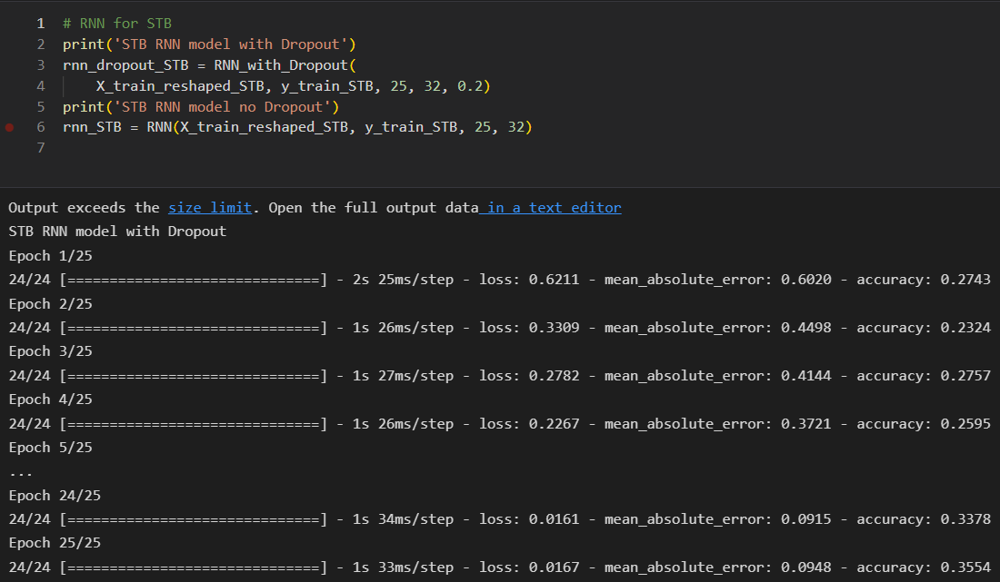 1 # RNN for STB
2 print('STB RNN model with Dropout')
3 rnn_dropout_STB = RNN_with_Dropout(
4     X_train_reshaped_STB, y_train_STB, 25, 32, 0.2)
5 print('STB RNN model no Dropout')
6 rnn_STB = RNN(X_train_reshaped_STB, y_train_STB, 25, 32)
7
Output exceeds the size limit. Open the full output data in a text editor
STB RNN model with Dropout
Epoch 1/25
24/24 [==============================] - 2s 25ms/step - loss: 0.6211 - mean_absolute_error: 0.6020 - accuracy: 0.2743
Epoch 2/25
24/24 [==============================] - 1s 26ms/step - loss: 0.3309 - mean_absolute_error: 0.4498 - accuracy: 0.2324
Epoch 3/25
24/24 [==============================] - 1s 27ms/step - loss: 0.2782 - mean_absolute_error: 0.4144 - accuracy: 0.2757
Epoch 4/25
24/24 [==============================] - 1s 26ms/step - loss: 0.2267 - mean_absolute_error: 0.3721 - accuracy: 0.2595
Epoch 5/25
...
Epoch 24/25
24/24 [==============================] - 1s 34ms/step - loss: 0.0161 - mean_absolute_error: 0.0915 - accuracy: 0.3378
Epoch 25/25
24/24 [==============================] - 1s 33ms/step - loss: 0.0167 - mean_absolute_error: 0.0948 - accuracy: 0.3554